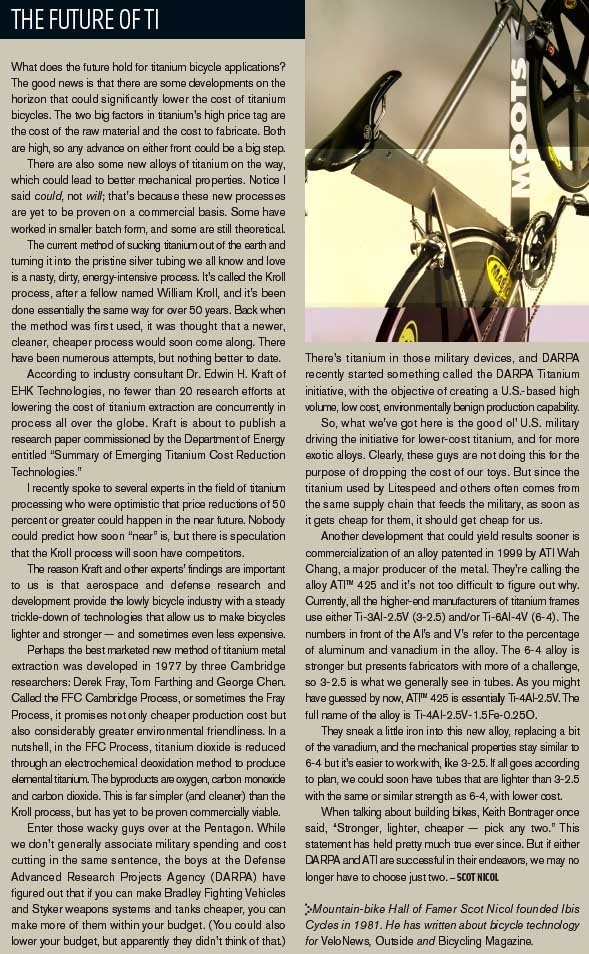 THE FUTURE OF TI
What does the future hold for titanium bicycle applications?
The good news is that there are some developments on the
horizon that could significantly lower the cost of titanium
bicycles. The two big factors in titanium's high price tag are
the cost of the raw material and the cost to fabricate. Both
are high, so any advance on either front could be a big step.
There are also some new alloys of titanium on the way,
which could lead to better mechanical properties. Notice I
said could, not will; that's because these new processes
are yet to be proven on a commercial basis. Some have
worked in smaller batch form, and some are still theoretical.
The current method of sucking titanium out of the earth and
turning it into the pristine silver tubing we all know and love
is a nasty, dirty, energy-intensive process. It's called the Kroll
process, after a fellow named William Kroll, and it's been
done essentially the same way for over 50 years. Back when
the method was first used, it was thought that a newer,
cleaner, cheaper process would soon come along. There
have been numerous attempts, but nothing better to date.
According to industry consultant Dr. Edwin H. Kraft of
EHK Technologies, no fewer than 20 research efforts at
lowering the cost of titanium extraction are concurrently in
process all over the globe. Kraft is about to publish a
research paper commissioned by the Department of Energy
entitled "Summary of Emerging Titanium Cost Reduction
Technologies."
I recently spoke to several experts in the field of titanium
processing who were optimistic that price reductions of 50
percent or greater could happen in the near future. Nobody
could predict how soon "near" is, but there is speculation
that the Kroll process will soon have competitors.
The reason Kraft and other experts' findings are important
to us is that aerospace and defense research and
development provide the lowly bicycle industry with a steady
trickle-down of technologies that allow us to make bicycles
lighter and stronger — and sometimes even less expensive.
Perhaps the best marketed new method of titanium metal
extraction was developed in 1977 by three Cambridge
researchers: Derek Fray, Tom Farthing and George Chen.
Called the FFC Cambridge Process, or sometimes the Fray
Process, it promises not only cheaper production cost but
also considerably greater environmental friendliness. In a
nutshell, in the FFC Process, titanium dioxide is reduced
through an electrochemical deoxidation method to produce
elemental titanium. The byproducts are oxygen, carbon monoxide
and carbon dioxide. This is far simpler (and cleaner) than the
Kroll process, but has yet to be proven commercially viable.
Enter those wacky guys over at the Pentagon. While
we don't generally associate military spending and cost
cutting in the same sentence, the boys at the Defense
Advanced Research Projects Agency (DARPA) have
figured out that if you can make Bradley Fighting Vehicles
and Styker weapons systems and tanks cheaper, you can
make more of them within your budget. (You could also
lower your budget, but apparently they didn't think of that.)
MOOTS
There's titanium in those military devices, and DARPA
recently started something called the DARPA Titanium
initiative, with the objective of creating a U.S.-based high
volume, low cost, environmentally benign production capability.
So, what we've got here is the good ol' U.S. military
driving the initiative for lower-cost titanium, and for more
exotic alloys. Clearly, these guys are not doing this for the
purpose of dropping the cost of our toys. But since the
titanium used by Litespeed and others often comes from
the same supply chain that feeds the military, as soon as
it gets cheap for them, it should get cheap for us.
Another development that could yield results sooner is
commercialization of an alloy patented in 1999 by ATI Wah
Chang, a major producer of the metal. They're calling the
alloy ATI™ 425 and it's not too difficult to figure out why.
Currently, all the higher-end manufacturers of titanium frames
use either Ti-3Al-2.5V (3-2.5) and/or Ti-6Al-4V (6-4). The
numbers in front of the Al's and V's refer to the percentage
of aluminum and vanadium in the alloy. The 6-4 alloy is
stronger but presents fabricators with more of a challenge,
so 3-2.5 is what we generally see in tubes. As you might
have guessed by now, ATI™ 425 is essentially Ti-4Al-2.5V. The
full name of the alloy is Ti-4Al-2.5V-1.5Fe-0.25O.
They sneak a little iron into this new alloy, replacing a bit
of the vanadium, and the mechanical properties stay similar to
6-4 but it's easier to work with, like 3-2.5. If all goes according
to plan, we could soon have tubes that are lighter than 3-2.5
with the same or similar strength as 6-4, with lower cost.
When talking about building bikes, Keith Bontrager once
said, "Stronger, lighter, cheaper — pick any two." This
statement has held pretty much true ever since. But if either
DARPA and ATI are successful in their endeavors, we may no
longer have to choose just two. – SCOT NICOL
Mountain-bike Hall of Famer Scot Nicol founded Ibis
Cycles in 1981. He has written about bicycle technology
for VeloNews, Outside and Bicycling Magazine.